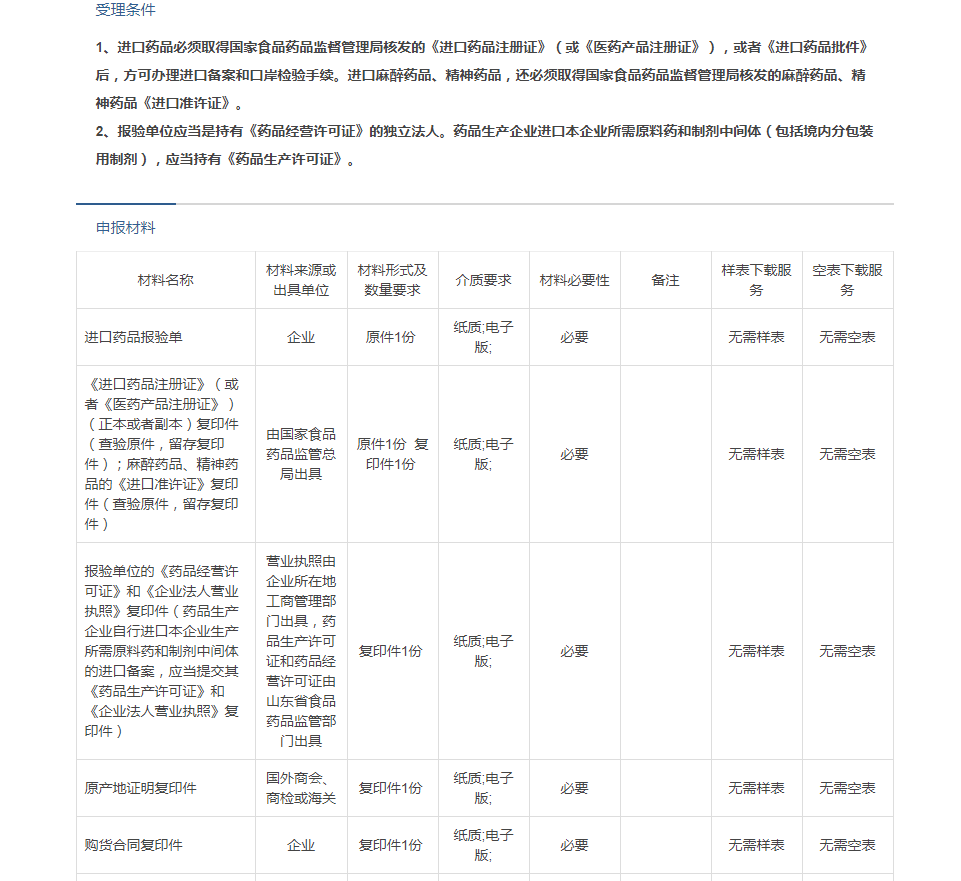 受理条件
1、进口药品必须取得国家食品药品监督管理局核发的《进口药品注册证》（或《医药产品注册证》），或者《进口药品批件》
后，方可办理进口备案和口岸检验手续。进口麻醉药品、精神药品，还必须取得国家食品药品监督管理局核发的麻醉药品、精
神药品《进口准许证》。
2、报验单位应当是持有《药品经营许可证》的独立法人。药品生产企业进口本企业所需原料药和制剂中间体（包括境内分包装
用制剂），应当持有《药品生产许可证》。
申报材料
材料名称
材料来源或
出具单位
材料形式及
数量要求
介质要求
材料必要性
备注
样表下载服
务
空表下载服
务
进口药品报验单
企业
原件1份
纸质;电子
版;
必要
无需样表
无需空表
《进口药品注册证》（或
者《医药产品注册证》）
（正本或者副本）复印件
（查验原件，留存复印
件）；麻醉药品、精神药
品的《进口准许证》复印
件（查验原件，留存复印
件）
由国家食品
药品监管总
局出具
原件1份 复
印件1份
纸质;电子
版;
必要
无需样表
无需空表
报验单位的《药品经营许
可证》和《企业法人营业
执照》复印件（药品生产
企业自行进口本企业生产
所需原料药和制剂中间体
的进口备案，应当提交其
《药品生产许可证》和
《企业法人营业执照》复
印件）
营业执照由
企业所在地
工商管理部
门出具，药
品生产许可
证和药品经
营许可证由
山东省食品
药品监管部
门出具
复印件1份
纸质;电子
版;
必要
无需样表
无需空表
原产地证明复印件
国外商会、
商检或海关
复印件1份
纸质;电子
版;
必要
无需样表
无需空表
购货合同复印件
企业
复印件1份
纸质;电子
版;
必要
无需样表
无需空表